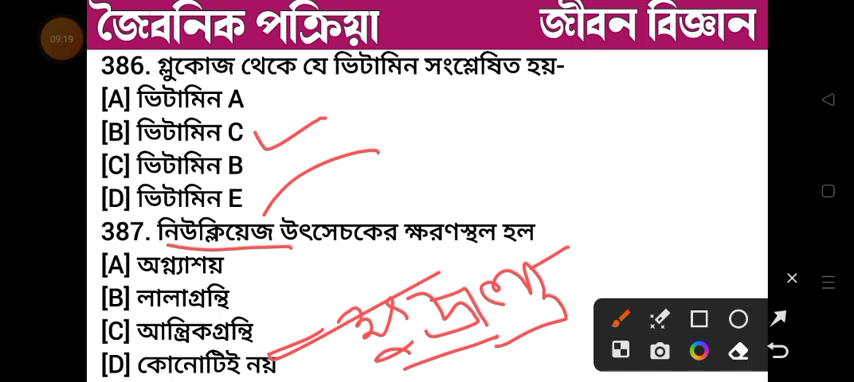 জৈবনিক পক্রিয়া জীবন বিজ্ঞান
09:19
386. গ্লুকোজ থেকে যে ভিটামিন সংশ্লেষিত হয়-
[A] ভিটামিন A
[B] ভিটামিন C
[C] ভিটামিন B
[D] ভিটামিন E
387. নিউক্লিয়েজ উৎসেচকের ক্ষরণস্থল হল
[A] অগ্ন্যাশয়
[B] লালাগ্রন্থি
[C] আন্ত্রিকগ্রন্থি
[D] কোনোটিই নয়